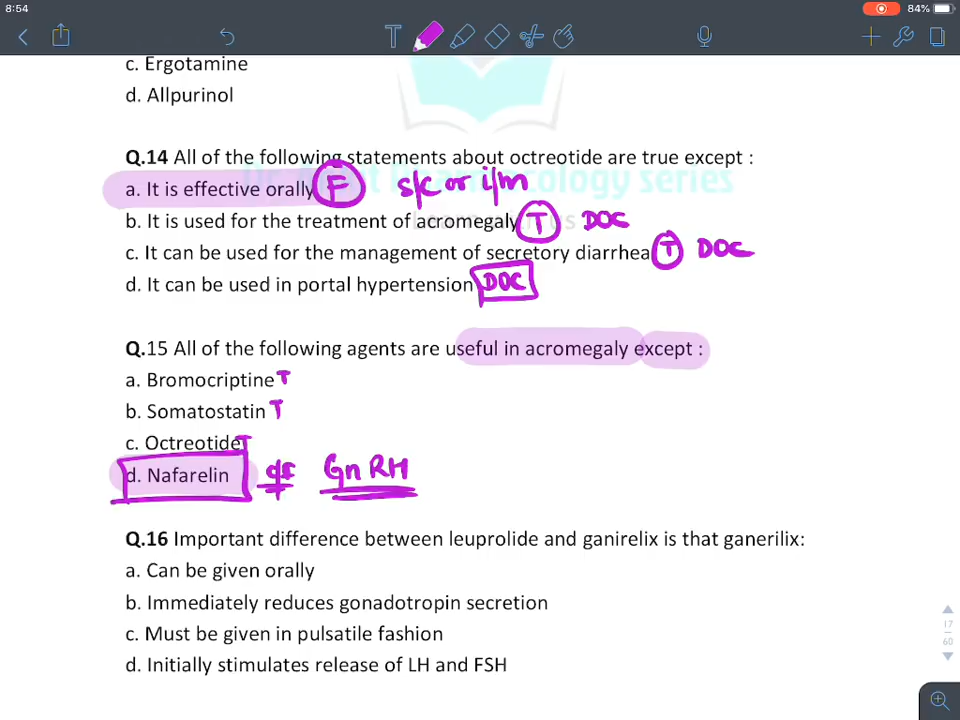 8:54
84%
c. Ergotamine
d. Allpurinol
Q.14 All of the following statements about octreotide are true except :
a. It is effective orally F s/c or i/m
b. It is used for the treatment of acromegaly T DOC
c. It can be used for the management of secretory diarrhea T DOC
d. It can be used in portal hypertension DOC
Q.15 All of the following agents are useful in acromegaly except :
a. Bromocriptine T
b. Somatostatin T
c. Octreotide T
d. Nafarelin GnRH
Q.16 Important difference between leuprolide and ganirelix is that ganerilix:
a. Can be given orally
b. Immediately reduces gonadotropin secretion
c. Must be given in pulsatile fashion
d. Initially stimulates release of LH and FSH
17
60